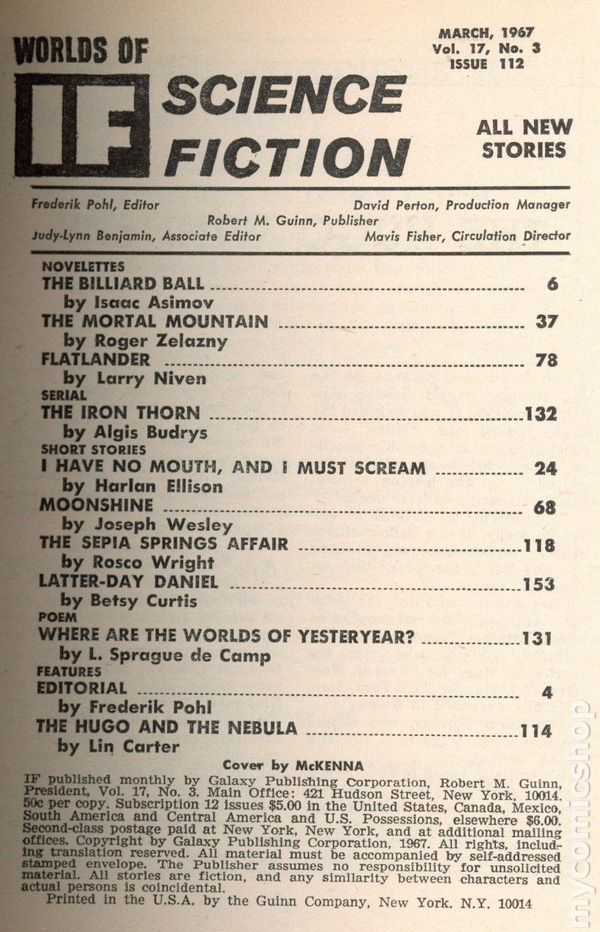 MARCH, 1967
Vol. 17, No. 3
ISSUE 112
WORLDS OF
IF
SCIENCE
FICTION
ALL NEW
STORIES
Frederik Pohl, Editor David Perton, Production Manager
Robert M. Guinn, Publisher
Judy-Lynn Benjamin, Associate Editor Mavis Fisher, Circulation Director
NOVELETTES
THE BILLIARD BALL 6
by Isaac Asimov
THE MORTAL MOUNTAIN 37
by Roger Zelazny
FLATLANDER 78
by Larry Niven
SERIAL
THE IRON THORN 132
by Algis Budrys
SHORT STORIES
I HAVE NO MOUTH, AND I MUST SCREAM 24
by Harlan Ellison
MOONSHINE 68
by Joseph Wesley
THE SEPIA SPRINGS AFFAIR 118
by Rosco Wright
LATTER-DAY DANIEL 153
by Betsy Curtis
POEM
WHERE ARE THE WORLDS OF YESTERYEAR? 131
by L. Sprague de Camp
FEATURES
EDITORIAL 4
by Frederik Pohl
THE HUGO AND THE NEBULA 114
by Lin Carter
Cover by McKENNA
IF published monthly by Galaxy Publishing Corporation, Robert M. Guinn,
President, Vol. 17, No. 3. Main Office: 421 Hudson Street, New York, 10014.
50c per copy. Subscription 12 issues $5.00 in the United States, Canada, Mexico,
South America and Central America and U.S. Possessions, elsewhere $6.00.
Second-class postage paid at New York, New York, and at additional mailing
offices. Copyright by Galaxy Publishing Corporation, 1967. All rights, includ-
ing translation reserved. All material must be accompanied by self-addressed
stamped envelope. The Publisher assumes no responsibility for unsolicited
material. All stories are fiction, and any similarity between characters and
actual persons is coincidental.
Printed in the U.S.A. by the Guinn Company, New York. N.Y. 10014
mycomicshop